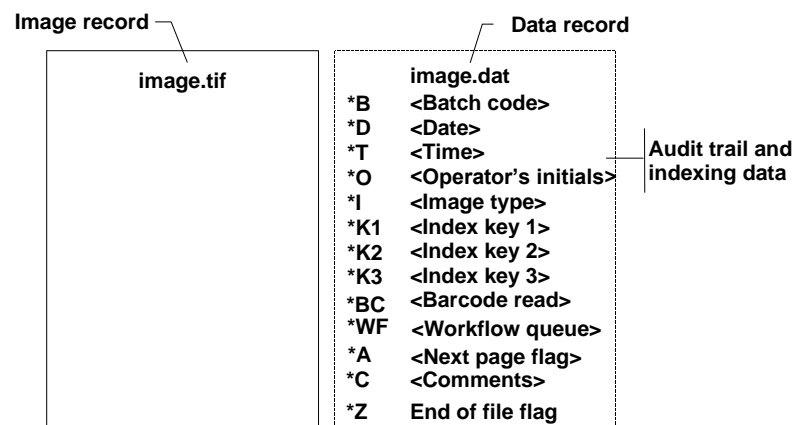 Image record
Data record
image.tif
image.dat
*B <Batch code>
*D <Date>
*T <Time>
*O <Operator's initials>
*I <Image type>
*K1 <Index key 1>
*K2 <Index key 2>
*K3 <Index key 3>
*BC <Barcode read>
*WF <Workflow queue>
*A <Next page flag>
*C <Comments>
*Z End of file flag
Audit trail and
indexing data